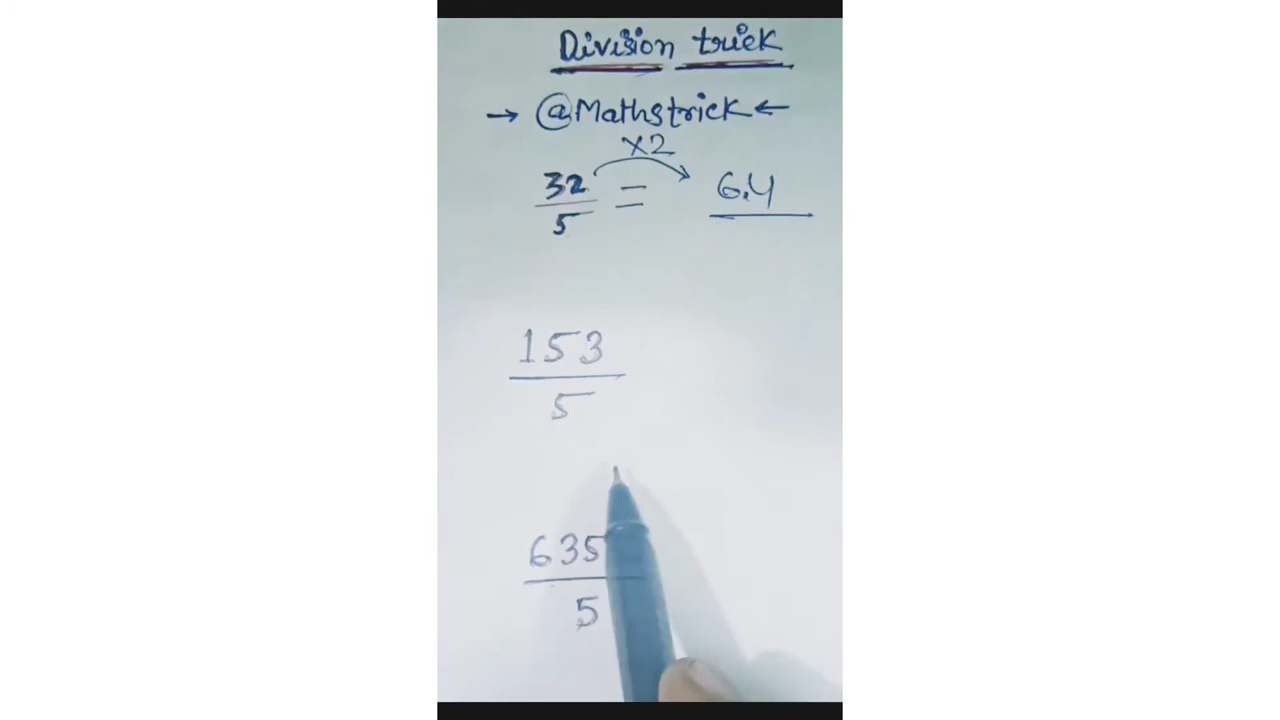 Division trick
→ @Mathstrick ←
×2
32/5 = 6.4
153/5
635/5